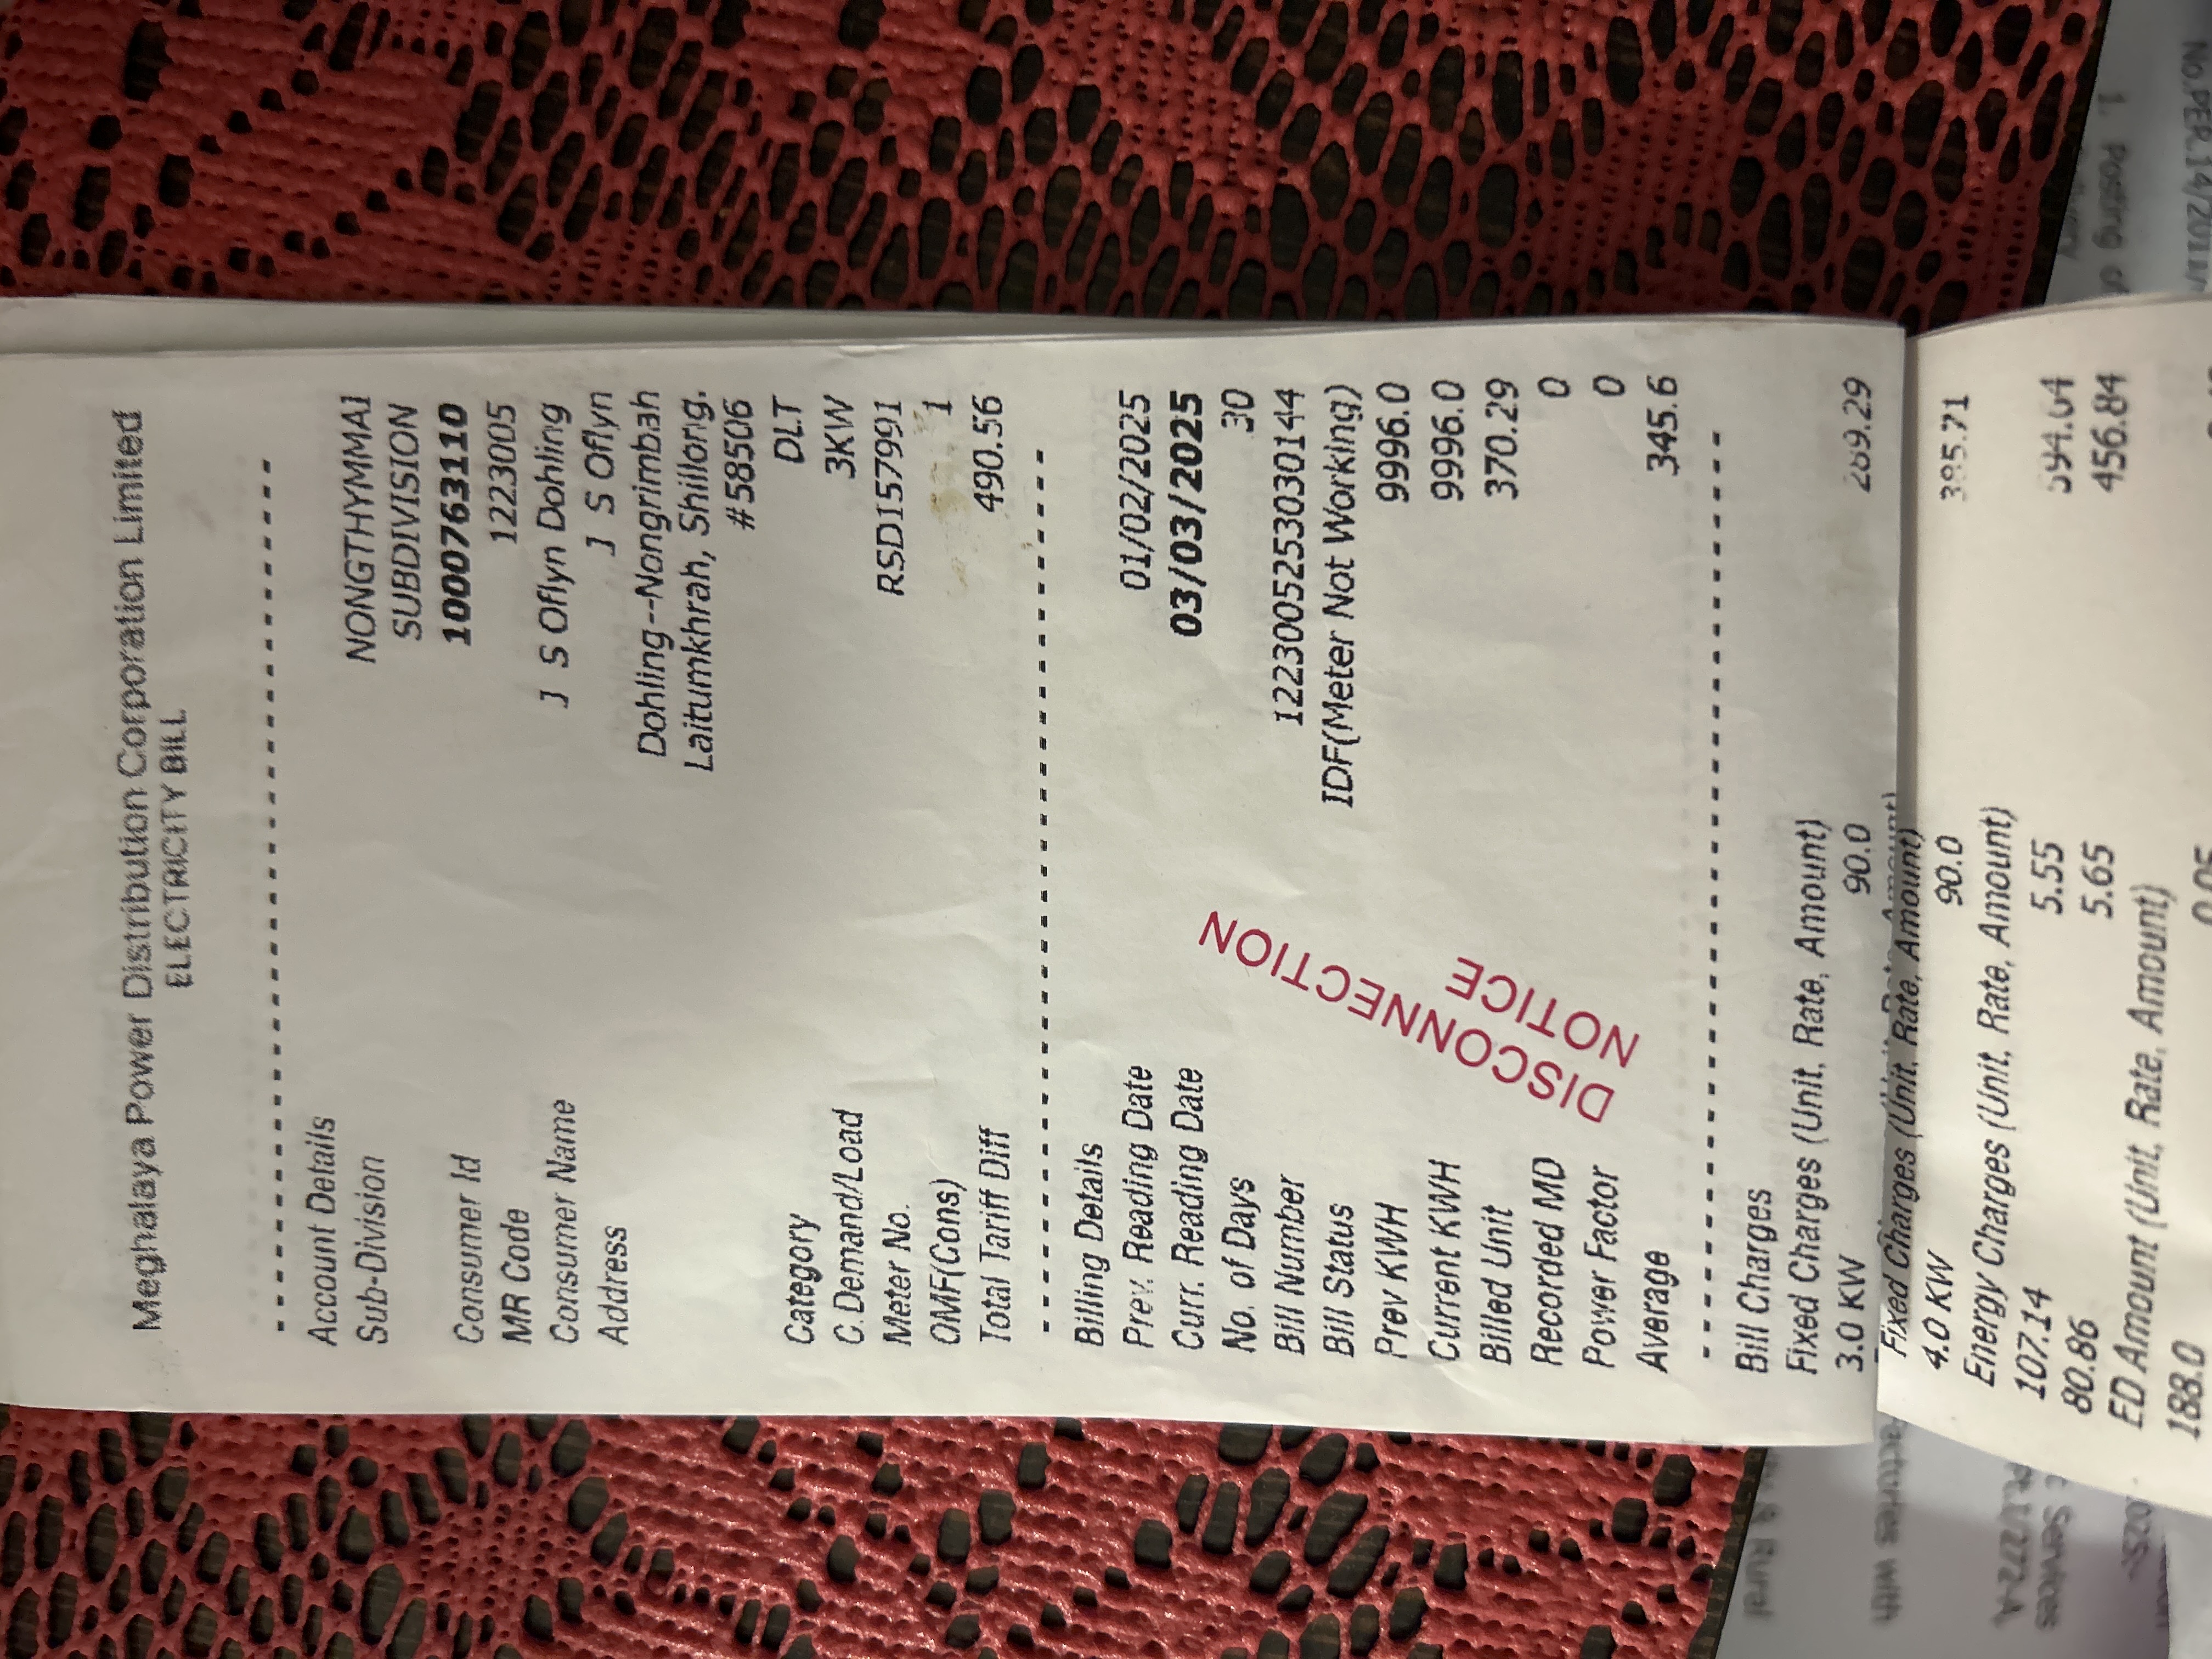 Meghalaya Power Distribution Corporation Limited
ELECTRICITY BILL
Account Details
Sub-Division NONGTHYMMAI
SUBDIVISION
Consumer Id 1000763110
MR Code 1223005
Consumer Name J S Oflyn Dohling
Address J S Oflyn
Dohling--Nongrimbah
Laitumkhrah, Shillong.
#58506
Category DLT
C.Demand/Load 3KW
Meter No. RSD157991
OMF(Cons) 1
Total Tariff Diff 490.56
Billing Details
Prev. Reading Date 01/02/2025
Curr. Reading Date 03/03/2025
No. of Days 30
Bill Number 1223005253030144
Bill Status IDF(Meter Not Working)
Prev KWH 9996.0
Current KWH 9996.0
Billed Unit 370.29
Recorded MD 0
Power Factor 0
Average 345.6
DISCONNECTION
NOTICE
Bill Charges
Fixed Charges (Unit, Rate, Amount)
3.0 KW 90.0 269.29
Fixed Charges (Unit, Rate, Amount)
4.0 KW 90.0 385.71
Energy Charges (Unit, Rate, Amount)
107.14 5.55 594.64
80.86 5.65 456.84
ED Amount (Unit, Rate, Amount)
188.0